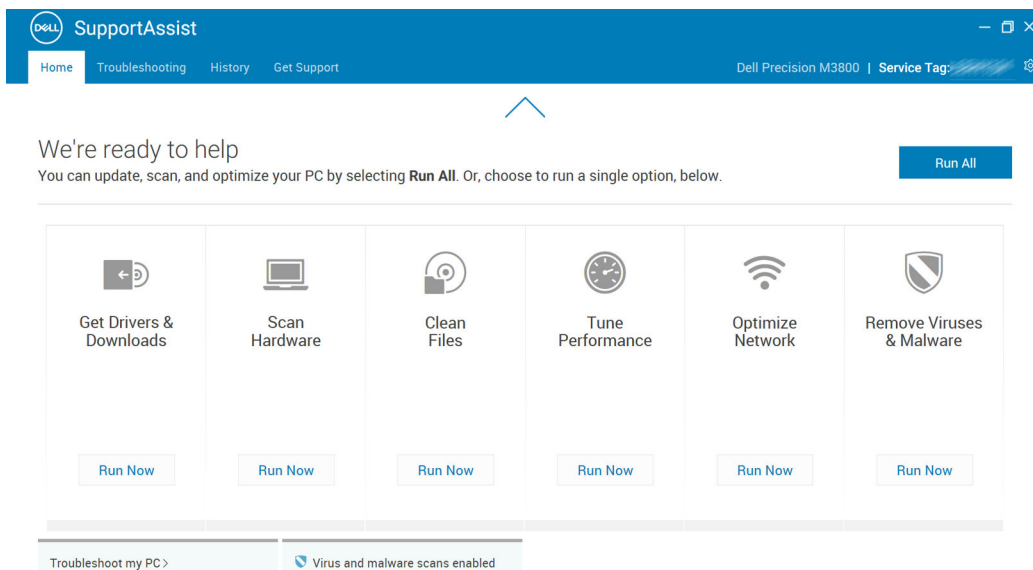 DELL SupportAssist
Home Troubleshooting History Get Support Dell Precision M3800 | Service Tag:
We're ready to help
You can update, scan, and optimize your PC by selecting Run All. Or, choose to run a single option, below.
Run All
Get Drivers &
Downloads
Run Now
Scan
Hardware
Run Now
Clean
Files
Run Now
Tune
Performance
Run Now
Optimize
Network
Run Now
Remove Viruses
& Malware
Run Now
Troubleshoot my PC >
Virus and malware scans enabled